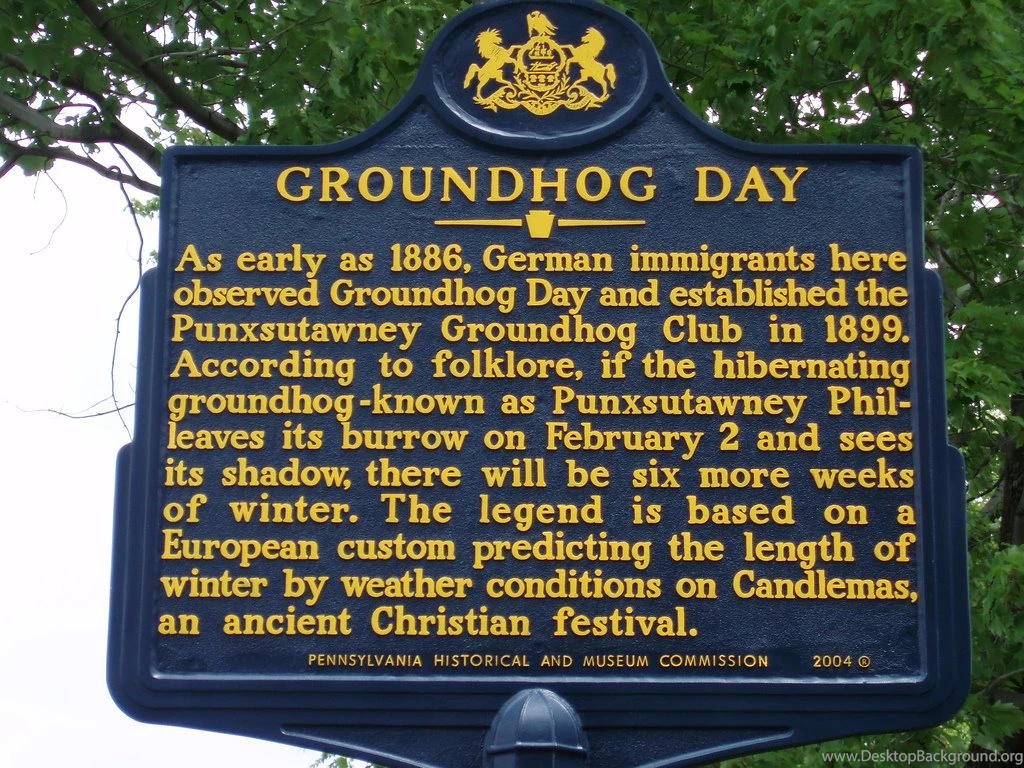 GROUNDHOG DAY
As early as 1886, German immigrants here
observed Groundhog Day and established the
Punxsutawney Groundhog Club in 1899.
According to folklore, if the hibernating
groundhog-known as Punxsutawney Phil-
leaves its burrow on February 2 and sees
its shadow, there will be six more weeks
of winter. The legend is based on a
European custom predicting the length of
winter by weather conditions on Candlemas,
an ancient Christian festival.
PENNSYLVANIA HISTORICAL AND MUSEUM COMMISSION 2004 ®
www.DesktopBackground.org